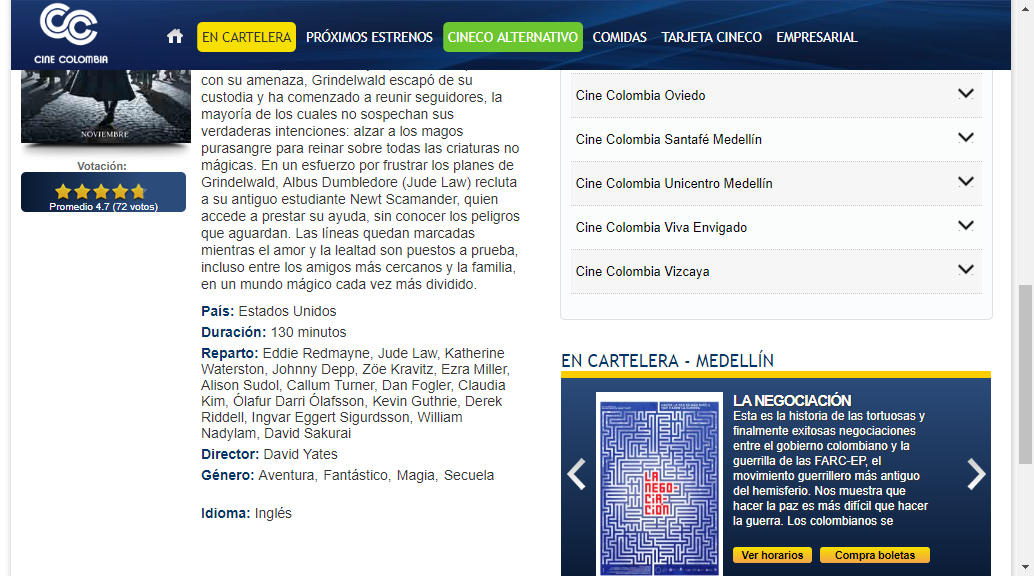 CINE COLOMBIA
EN CARTELERA
PRÓXIMOS ESTRENOS
CINECO ALTERNATIVO
COMIDAS
TARJETA CINECO
EMPRESARIAL
NOVIEMBRE
Votación:
Promedio 4.7 (72 votos)
con su amenaza, Grindelwald escapó de su
custodia y ha comenzado a reunir seguidores, la
mayoría de los cuales no sospechan sus
verdaderas intenciones: alzar a los magos
purasangre para reinar sobre todas las criaturas no
mágicas. En un esfuerzo por frustrar los planes de
Grindelwald, Albus Dumbledore (Jude Law) recluta
a su antiguo estudiante Newt Scamander, quien
accede a prestar su ayuda, sin conocer los peligros
que aguardan. Las líneas quedan marcadas
mientras el amor y la lealtad son puestos a prueba,
incluso entre los amigos más cercanos y la familia,
en un mundo mágico cada vez más dividido.
País: Estados Unidos
Duración: 130 minutos
Reparto: Eddie Redmayne, Jude Law, Katherine
Waterston, Johnny Depp, Zöe Kravitz, Ezra Miller,
Alison Sudol, Callum Turner, Dan Fogler, Claudia
Kim, Ólafur Darri Ólafsson, Kevin Guthrie, Derek
Riddell, Ingvar Eggert Sigurdsson, William
Nadylam, David Sakurai
Director: David Yates
Género: Aventura, Fantástico, Magia, Secuela
Idioma: Inglés
Cine Colombia Oviedo
Cine Colombia Santafé Medellín
Cine Colombia Unicentro Medellín
Cine Colombia Viva Envigado
Cine Colombia Vizcaya
EN CARTELERA - MEDELLÍN
LA NEGO-
CIA-
CIÓN
LA NEGOCIACIÓN
Esta es la historia de las tortuosas y
finalmente exitosas negociaciones
entre el gobierno colombiano y la
guerrilla de las FARC-EP, el
movimiento guerrillero más antiguo
del hemisferio. Nos muestra que
hacer la paz es más difícil que hacer
la guerra. Los colombianos se
Ver horarios
Compra boletas